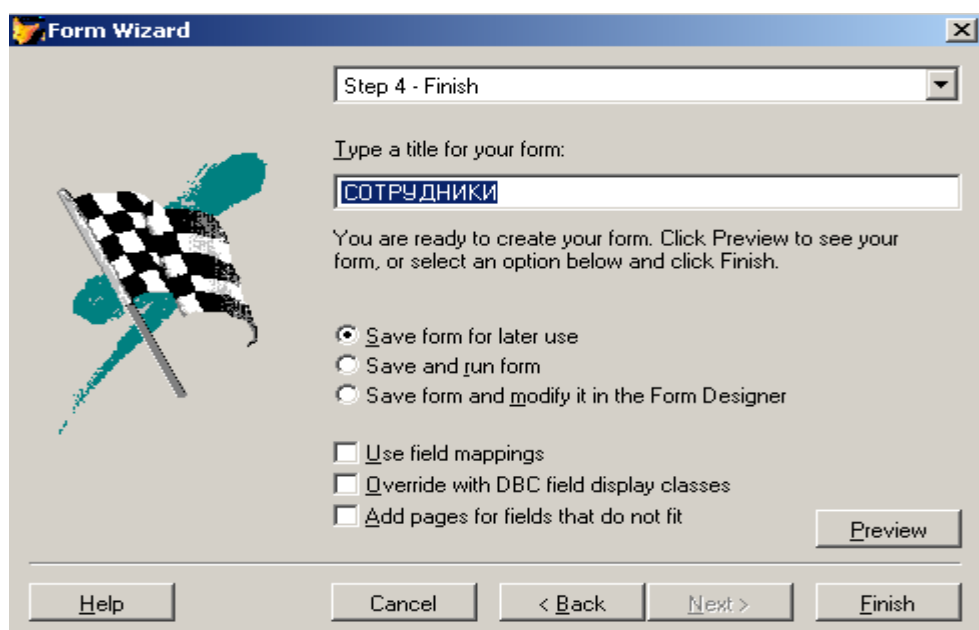 Form Wizard
Step 4 - Finish
Type a title for your form:
СОТРУДНИКИ
You are ready to create your form. Click Preview to see your
form, or select an option below and click Finish.
Save form for later use
Save and run form
Save form and modify it in the Form Designer
Use field mappings
Override with DBC field display classes
Add pages for fields that do not fit
Preview
Help
Cancel
< Back
Next >
Finish